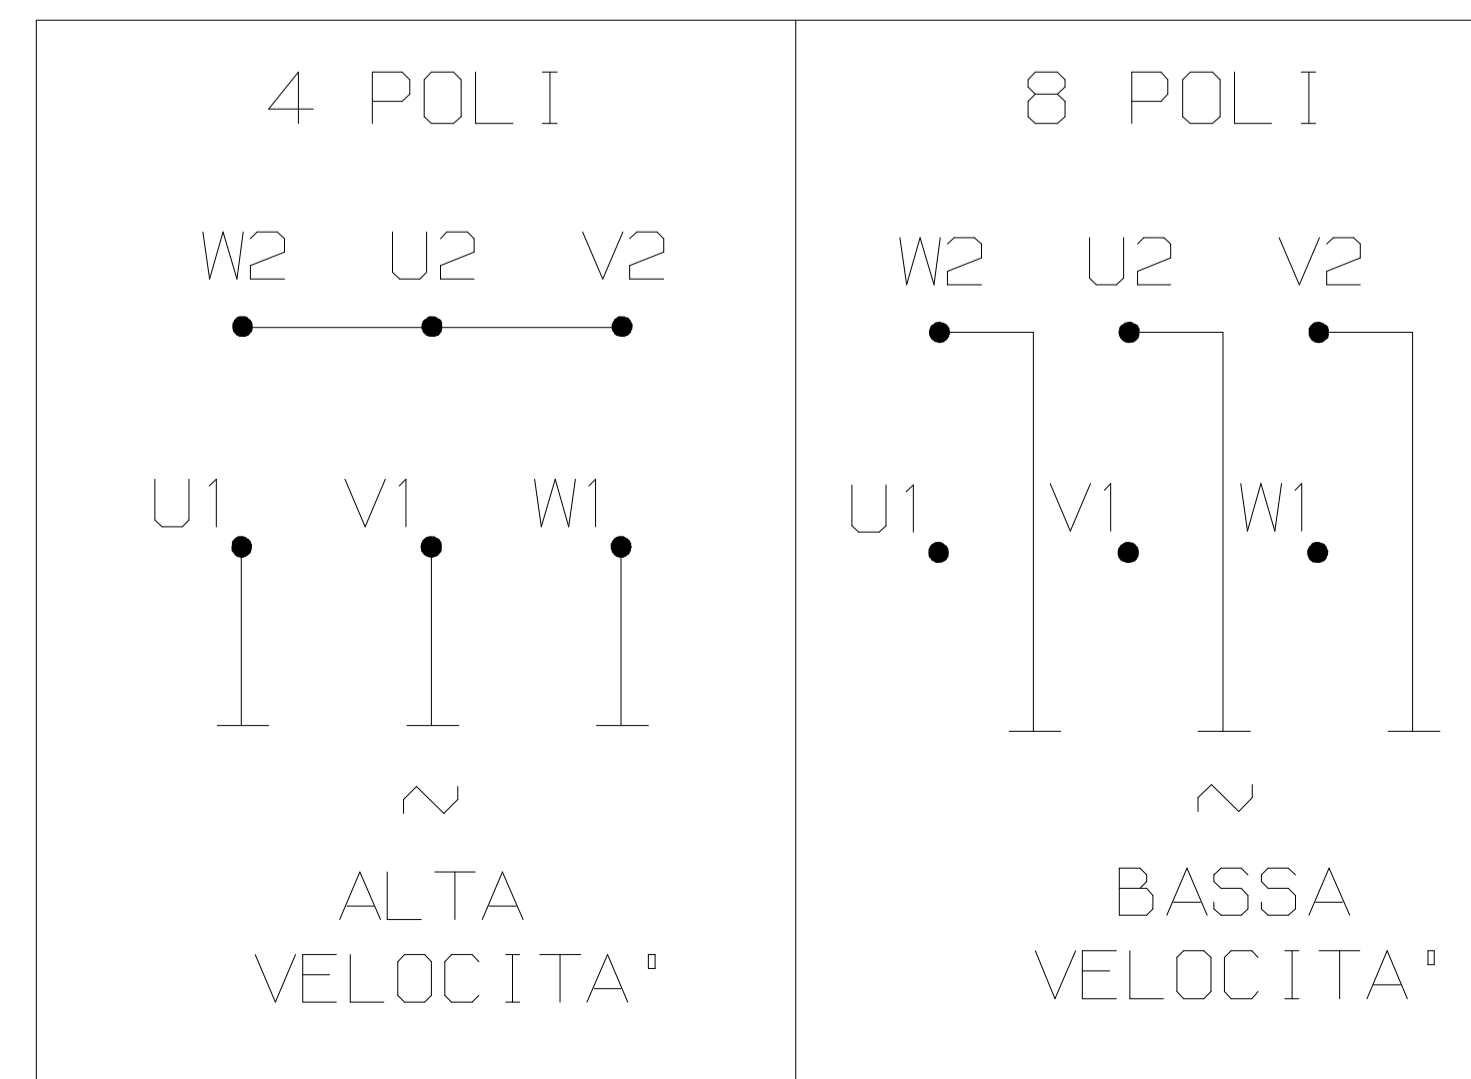 4 POLI
W2 U2 V2
U1 V1 W1
~
ALTA
VELOCITA'
8 POLI
W2 U2 V2
U1 V1 W1
~
BASSA
VELOCITA'